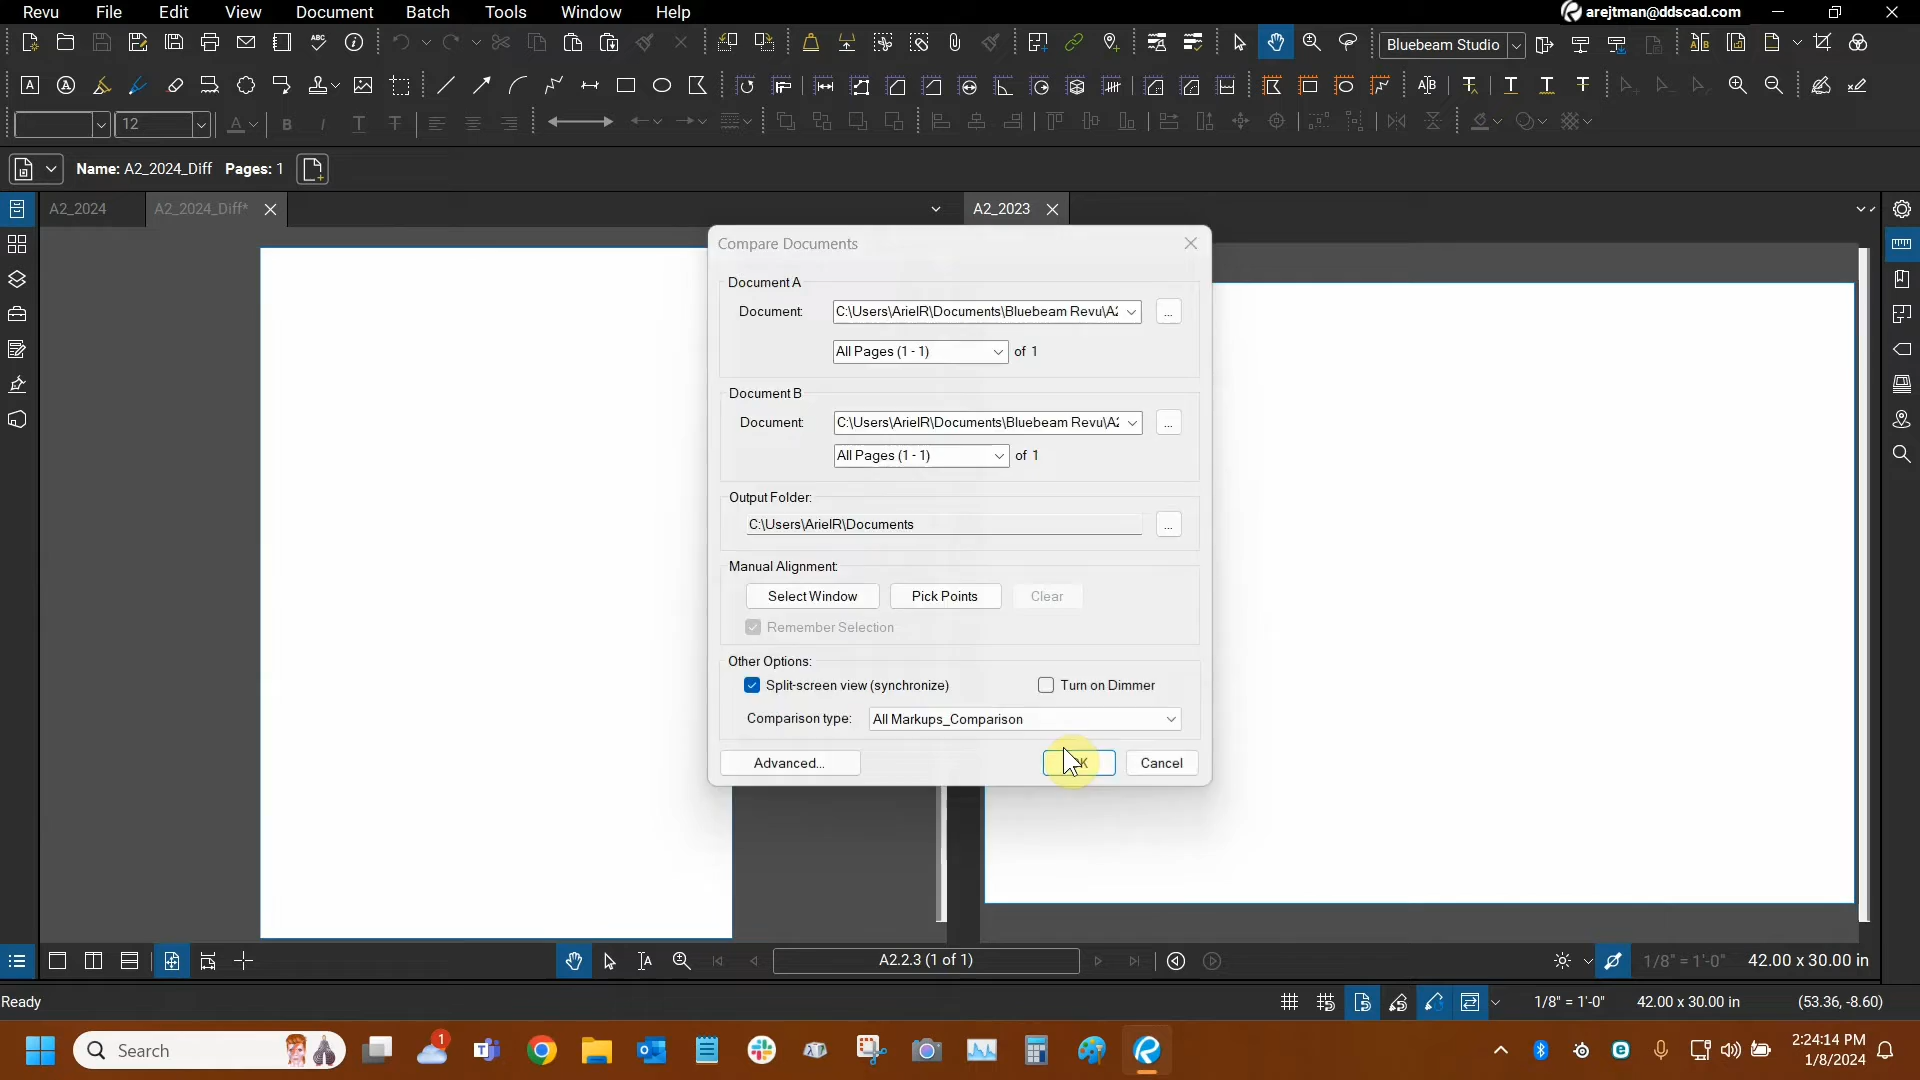 Revu File Edit View Document Batch Tools Window Help arejtman@ddscad.com
Bluebeam Studio
12
Name: A2_2024_Diff Pages: 1
A2_2024 A2_2024_Diff* A2_2023
Compare Documents
Document A
Document: C:\Users\ArielR\Documents\Bluebeam Revu\A2 ...
All Pages (1 - 1) of 1
Document B
Document: C:\Users\ArielR\Documents\Bluebeam Revu\A2 ...
All Pages (1 - 1) of 1
Output Folder:
C:\Users\ArielR\Documents ...
Manual Alignment:
Select Window Pick Points Clear
Remember Selection
Other Options:
Split-screen view (synchronize) Turn on Dimmer
Comparison type: All Markups_Comparison
Advanced... Cancel
A2.2.3 (1 of 1) 1/8" = 1'-0" 42.00 x 30.00 in
Ready 1/8" = 1'-0" 42.00 x 30.00 in (53.36, -8.60)
Search 1 2:24:14 PM
1/8/2024